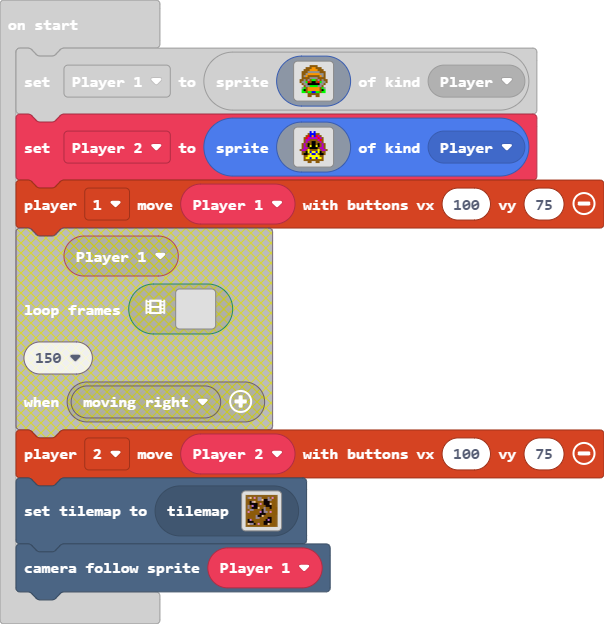 on start
set Player 1 to sprite of kind Player
set Player 2 to sprite of kind Player
player 1 move Player 1 with buttons vx 100 vy 75
Player 1
loop frames
150
when moving right
player 2 move Player 2 with buttons vx 100 vy 75
set tilemap to tilemap
camera follow sprite Player 1